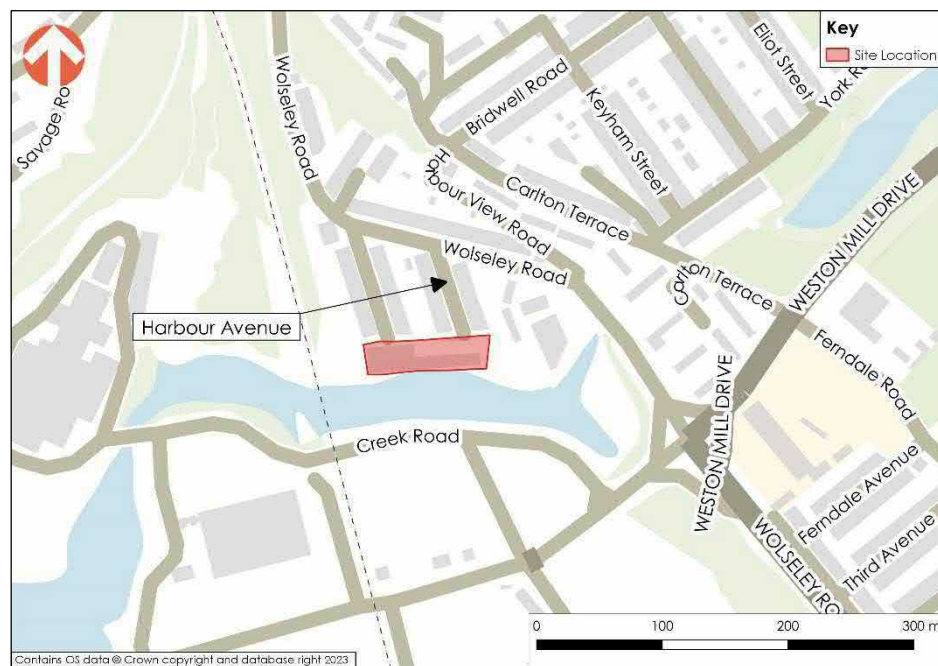 Key
Site Location
Eliot Street
York Ro
Wolseley Road
Savage Ro
Bridwell Road
Keyham Street
Harbour View Road
Carlton Terrace
Wolseley Road
WESTON MILL DRIVE
Carlton Terrace
Carlton
Harbour Avenue
Ferndale Road
Creek Road
WESTON MILL DRIVE
Ferndale Avenue
Third Avenue
WOLSELEY RO
0 100 200 300 m
Contains OS data © Crown copyright and database right 2023